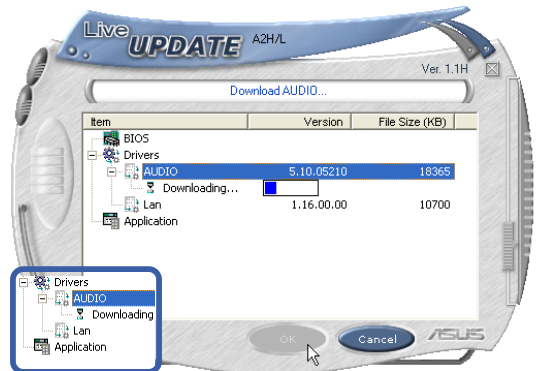 Live UPDATE A2H/L
Ver. 1.1H
Download AUDIO...
Item Version File Size (KB)
BIOS
Drivers
AUDIO 5.10.05210 18365
Downloading...
Lan 1.16.00.00 10700
Application
Drivers
AUDIO
Downloading
Lan
Application
OK Cancel ASUS